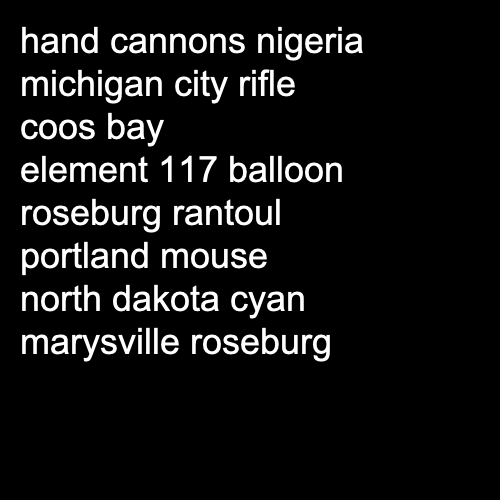 hand cannons nigeria
michigan city rifle
coos bay
element 117 balloon
roseburg rantoul
portland mouse
north dakota cyan
marysville roseburg